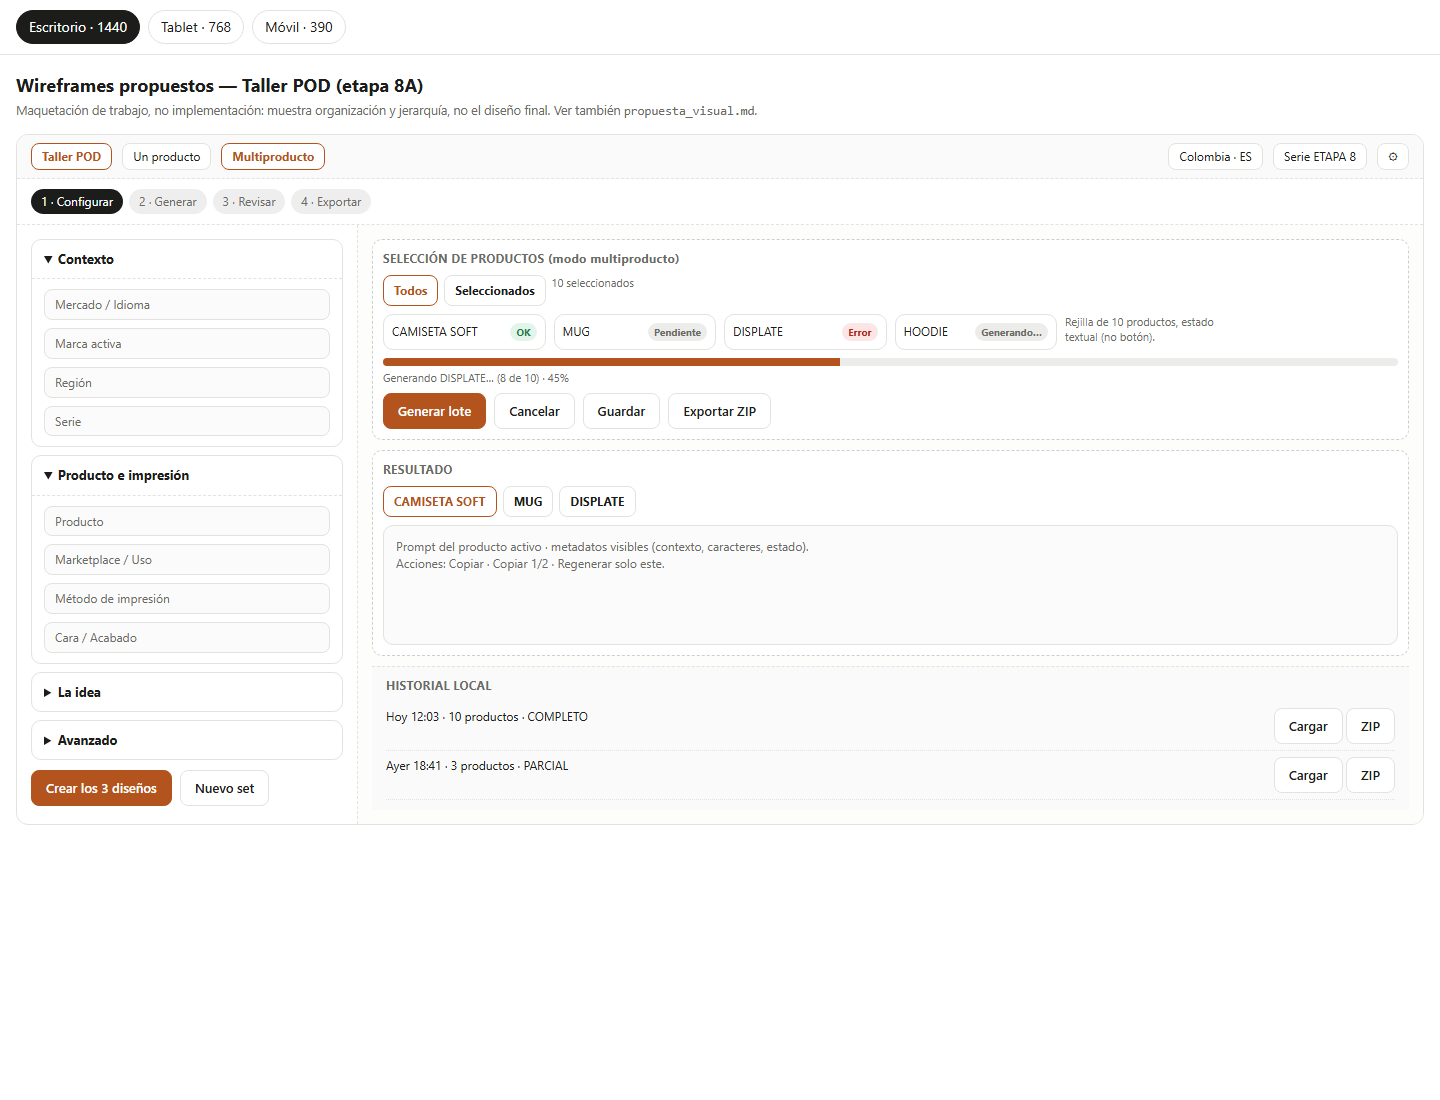 Escritorio · 1440
Tablet · 768
Móvil · 390
Wireframes propuestos — Taller POD (etapa 8A)
Maquetación de trabajo, no implementación: muestra organización y jerarquía, no el diseño final. Ver también propuesta_visual.md.
Taller POD
Un producto
Multiproducto
Colombia · ES
Serie ETAPA 8
1 · Configurar
2 · Generar
3 · Revisar
4 · Exportar
Contexto
Mercado / Idioma
Marca activa
Región
Serie
Producto e impresión
Producto
Marketplace / Uso
Método de impresión
Cara / Acabado
La idea
Avanzado
Crear los 3 diseños
Nuevo set
SELECCIÓN DE PRODUCTOS (modo multiproducto)
Todos
Seleccionados
10 seleccionados
CAMISETA SOFT
OK
MUG
Pendiente
DISPLATE
Error
HOODIE
Generando...
Rejilla de 10 productos, estado
textual (no botón).
Generando DISPLATE... (8 de 10) · 45%
Generar lote
Cancelar
Guardar
Exportar ZIP
RESULTADO
CAMISETA SOFT
MUG
DISPLATE
Prompt del producto activo · metadatos visibles (contexto, caracteres, estado).
Acciones: Copiar · Copiar 1/2 · Regenerar solo este.
HISTORIAL LOCAL
Hoy 12:03 · 10 productos · COMPLETO
Cargar
ZIP
Ayer 18:41 · 3 productos · PARCIAL
Cargar
ZIP